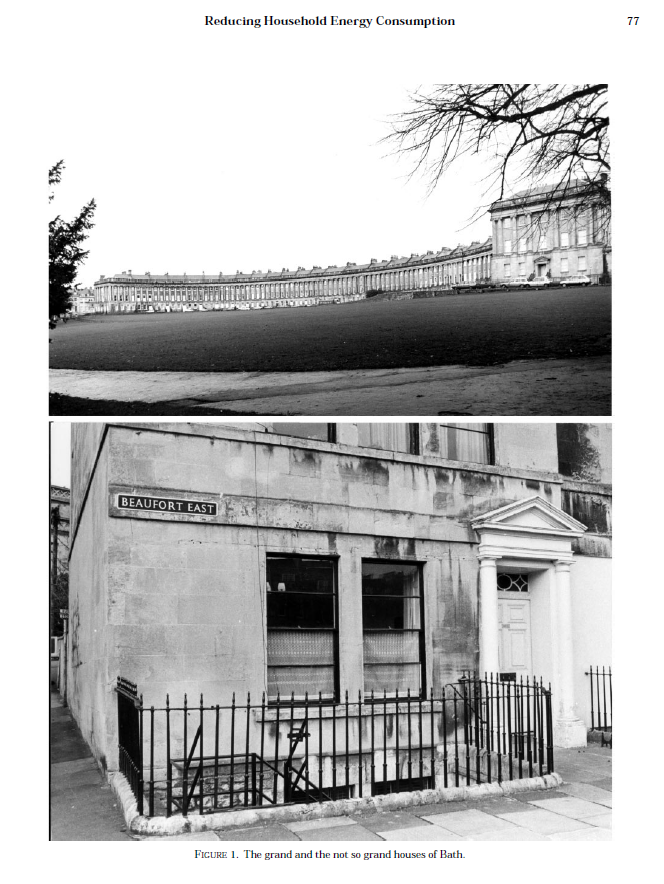 Reducing Household Energy Consumption 77
BEAUFORT EAST
FIGURE 1. The grand and the not so grand houses of Bath.